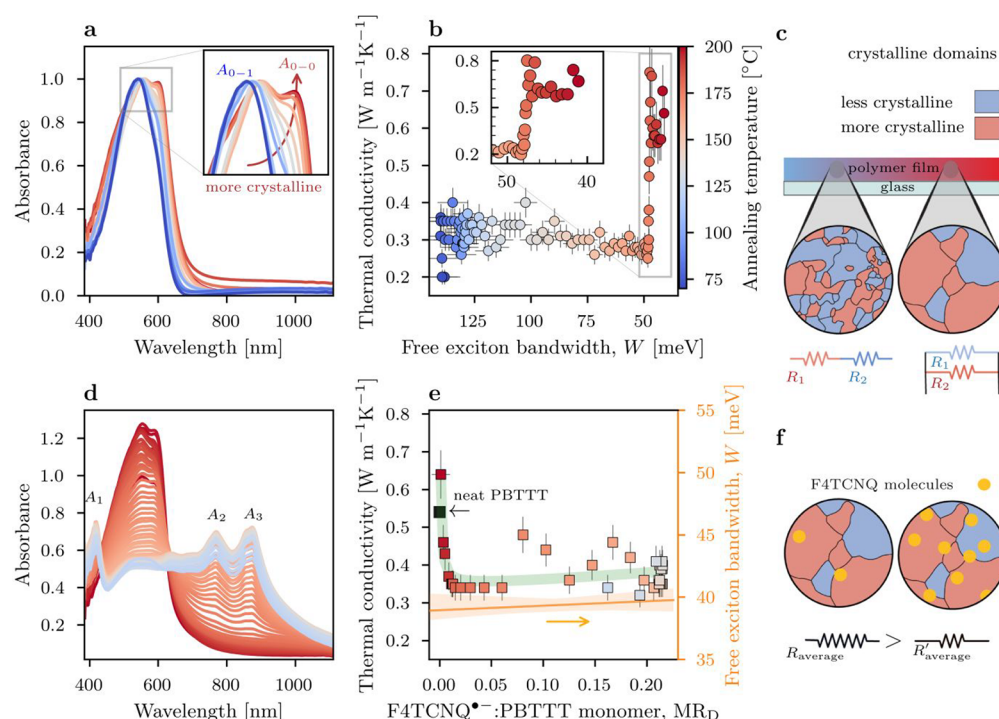 a
A0−1
A0−0
more crystalline
Absorbance
1.0
0.8
0.6
0.4
0.2
0.0
400
600
800
1000
Wavelength [nm]
b
Thermal conductivity [W m−1K−1]
0.8
0.7
0.6
0.5
0.4
0.3
0.2
0.8
0.5
0.2
50
40
125
100
75
50
Free exciton bandwidth, W [meV]
200
175
150
125
100
75
Annealing temperature [°C]
c
crystalline domains
less crystalline
more crystalline
polymer film
glass
R1
R2
R1
R2
d
Absorbance
1.2
1.0
0.8
0.6
0.4
0.2
0.0
A1
A2
A3
400
600
800
1000
Wavelength [nm]
e
Thermal conductivity [W m−1K−1]
0.8
0.7
0.6
0.5
0.4
0.3
0.2
neat PBTTT
0.00
0.05
0.10
0.15
0.20
F4TCNQ•−:PBTTT monomer, MRD
55
50
45
40
35
Free exciton bandwidth, W [meV]
f
F4TCNQ molecules
Raverage > R′average